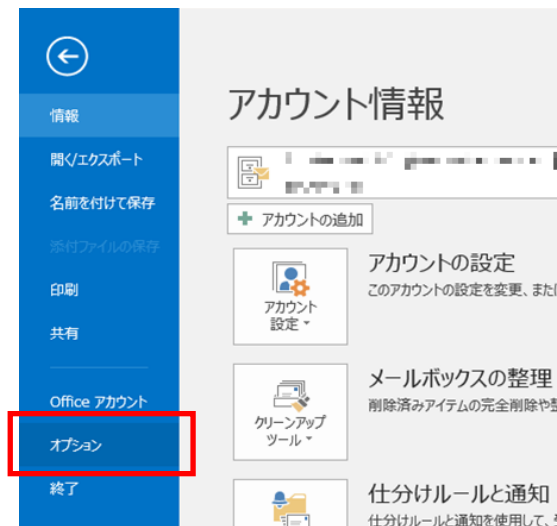 情報
開く/エクスポート
名前を付けて保存
添付ファイルの保存
印刷
共有
Office アカウント
オプション
終了
アカウント情報
アカウントの追加
アカウント
設定
アカウントの設定
このアカウントの設定を変更、また
クリーンアップ
ツール
メールボックスの整理
削除済みアイテムの完全削除や
仕分けルールと通知
仕分けルールと通知を使用して、